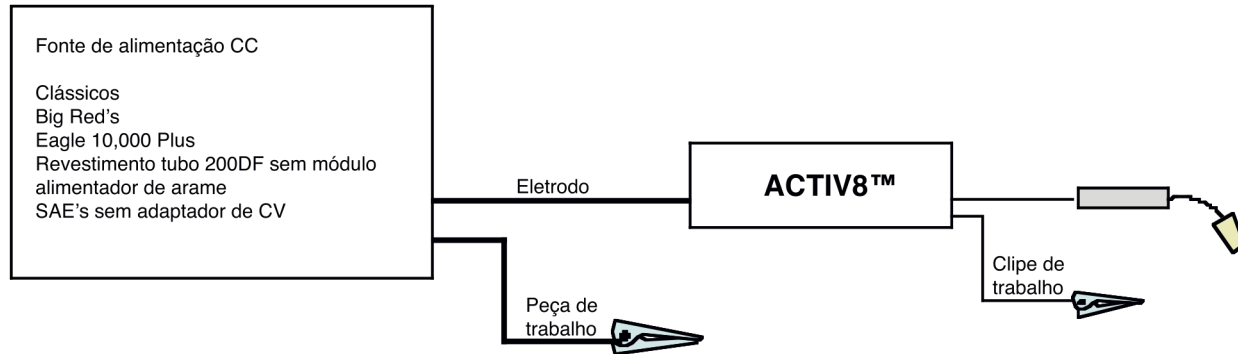 Fonte de alimentação CC
Clássicos
Big Red's
Eagle 10,000 Plus
Revestimento tubo 200DF sem módulo
alimentador de arame
SAE's sem adaptador de CV
Eletrodo
ACTIV8™
Peça de
trabalho
Clipe de
trabalho